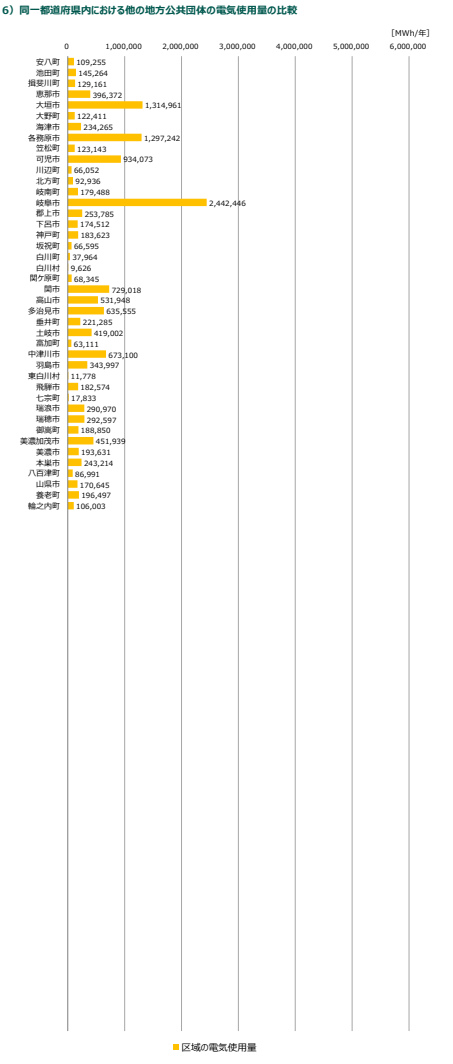 6）同一都道府県内における他の地方公共団体の電気使用量の比較
［MWh/年］
0 1,000,000 2,000,000 3,000,000 4,000,000 5,000,000 6,000,000
安八町 109,255
池田町 145,264
揖斐川町 129,161
恵那市 396,372
大垣市 1,314,961
大野町 122,411
海津市 234,265
各務原市 1,297,242
笠松町 123,143
可児市 934,073
川辺町 66,052
北方町 92,936
岐南町 179,488
岐阜市 2,442,446
郡上市 253,785
下呂市 174,512
神戸町 183,623
坂祝町 66,595
白川町 37,964
白川村 9,626
関ケ原町 68,345
関市 729,018
高山市 531,948
多治見市 635,555
垂井町 221,285
土岐市 419,002
富加町 63,111
中津川市 673,100
羽島市 343,997
東白川村 11,778
飛騨市 182,574
七宗町 17,833
瑞浪市 290,970
瑞穂市 292,597
御嵩町 188,850
美濃加茂市 451,939
美濃市 193,631
本巣市 243,214
八百津町 86,991
山県市 170,645
養老町 196,497
輪之内町 106,003
区域の電気使用量